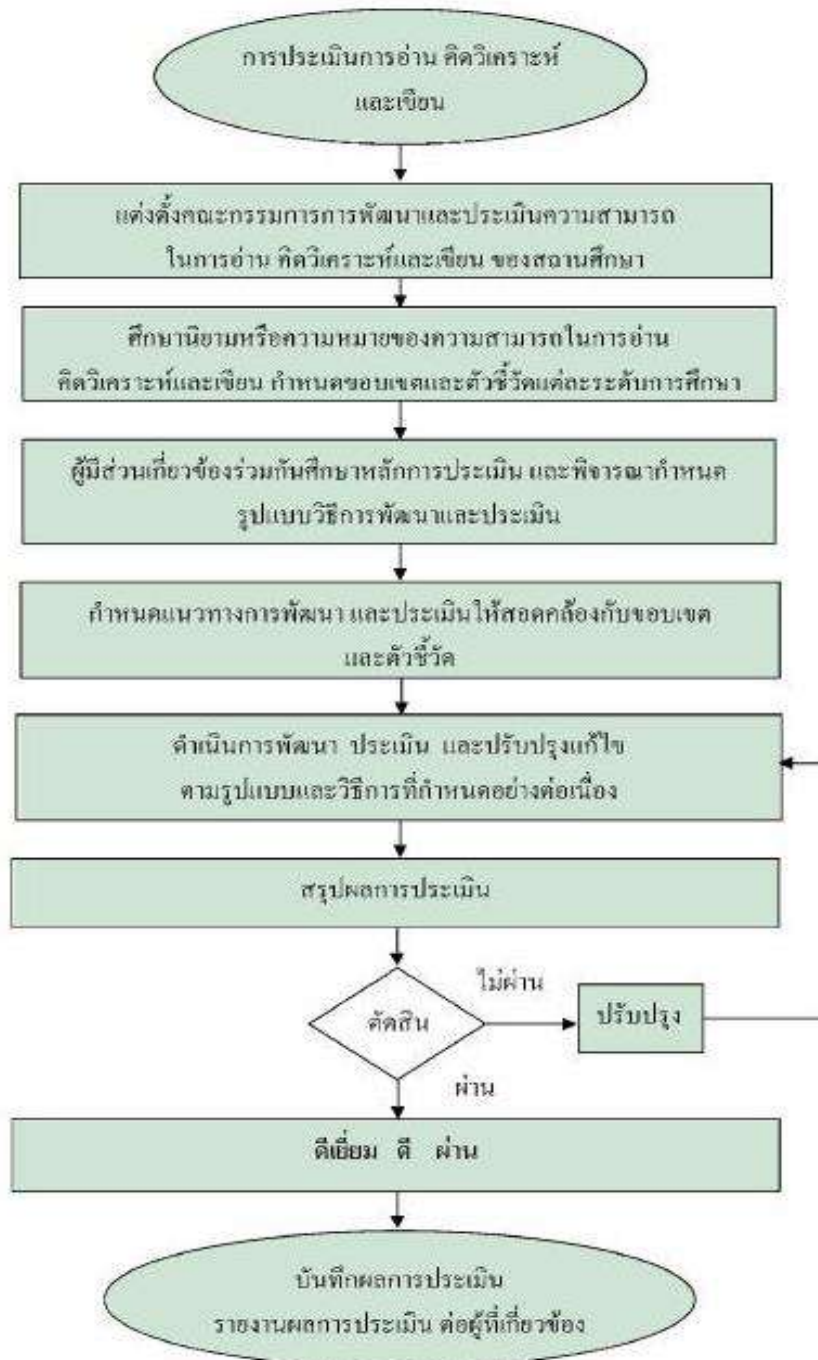 การประเมินการอ่าน คิดวิเคราะห์
และเขียน
แต่งตั้งคณะกรรมการการพัฒนาและประเมินความสามารถ
ในการอ่าน คิดวิเคราะห์และเขียน ของสถานศึกษา
ศึกษานิยามหรือความหมายของความสามารถในการอ่าน
คิดวิเคราะห์และเขียน กำหนดขอบเขตและตัวชี้วัดแต่ละระดับการศึกษา
ผู้มีส่วนเกี่ยวข้องร่วมกันศึกษาหลักการประเมิน และพิจารณากำหนด
รูปแบบวิธีการพัฒนาและประเมิน
กำหนดแนวทางการพัฒนา และประเมินให้สอดคล้องกับขอบเขต
และตัวชี้วัด
ดำเนินการพัฒนา ประเมิน และปรับปรุงแก้ไข
ตามรูปแบบและวิธีการที่กำหนดอย่างต่อเนื่อง
สรุปผลการประเมิน
ตัดสิน
ไม่ผ่าน
ปรับปรุง
ผ่าน
ดีเยี่ยม ดี ผ่าน
บันทึกผลการประเมิน
รายงานผลการประเมิน ต่อผู้ที่เกี่ยวข้อง